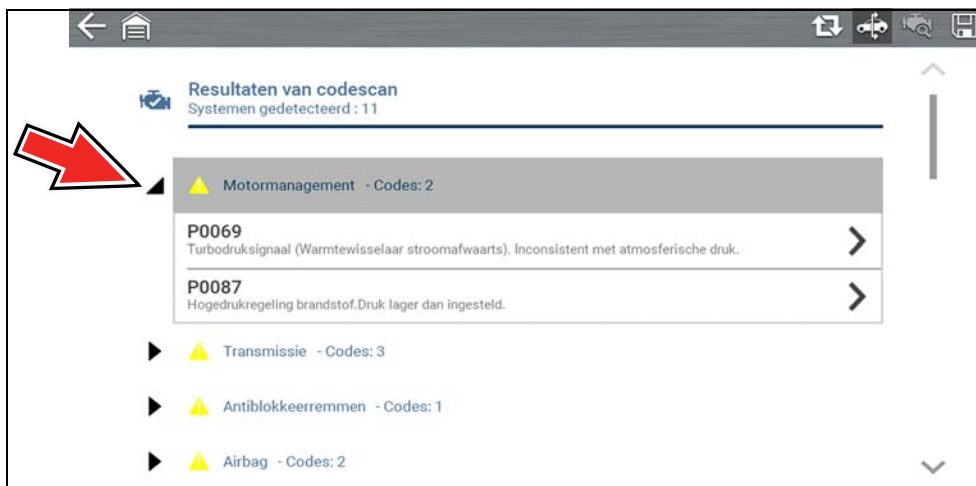 Resultaten van codescan
Systemen gedetecteerd : 11
Motormanagement - Codes: 2
P0069
Turbodruksignaal (Warmtewisselaar stroomafwaarts). Inconsistent met atmosferische druk.
P0087
Hogedrukregeling brandstof.Druk lager dan ingesteld.
Transmissie - Codes: 3
Antiblokkeerremmen - Codes: 1
Airbag - Codes: 2